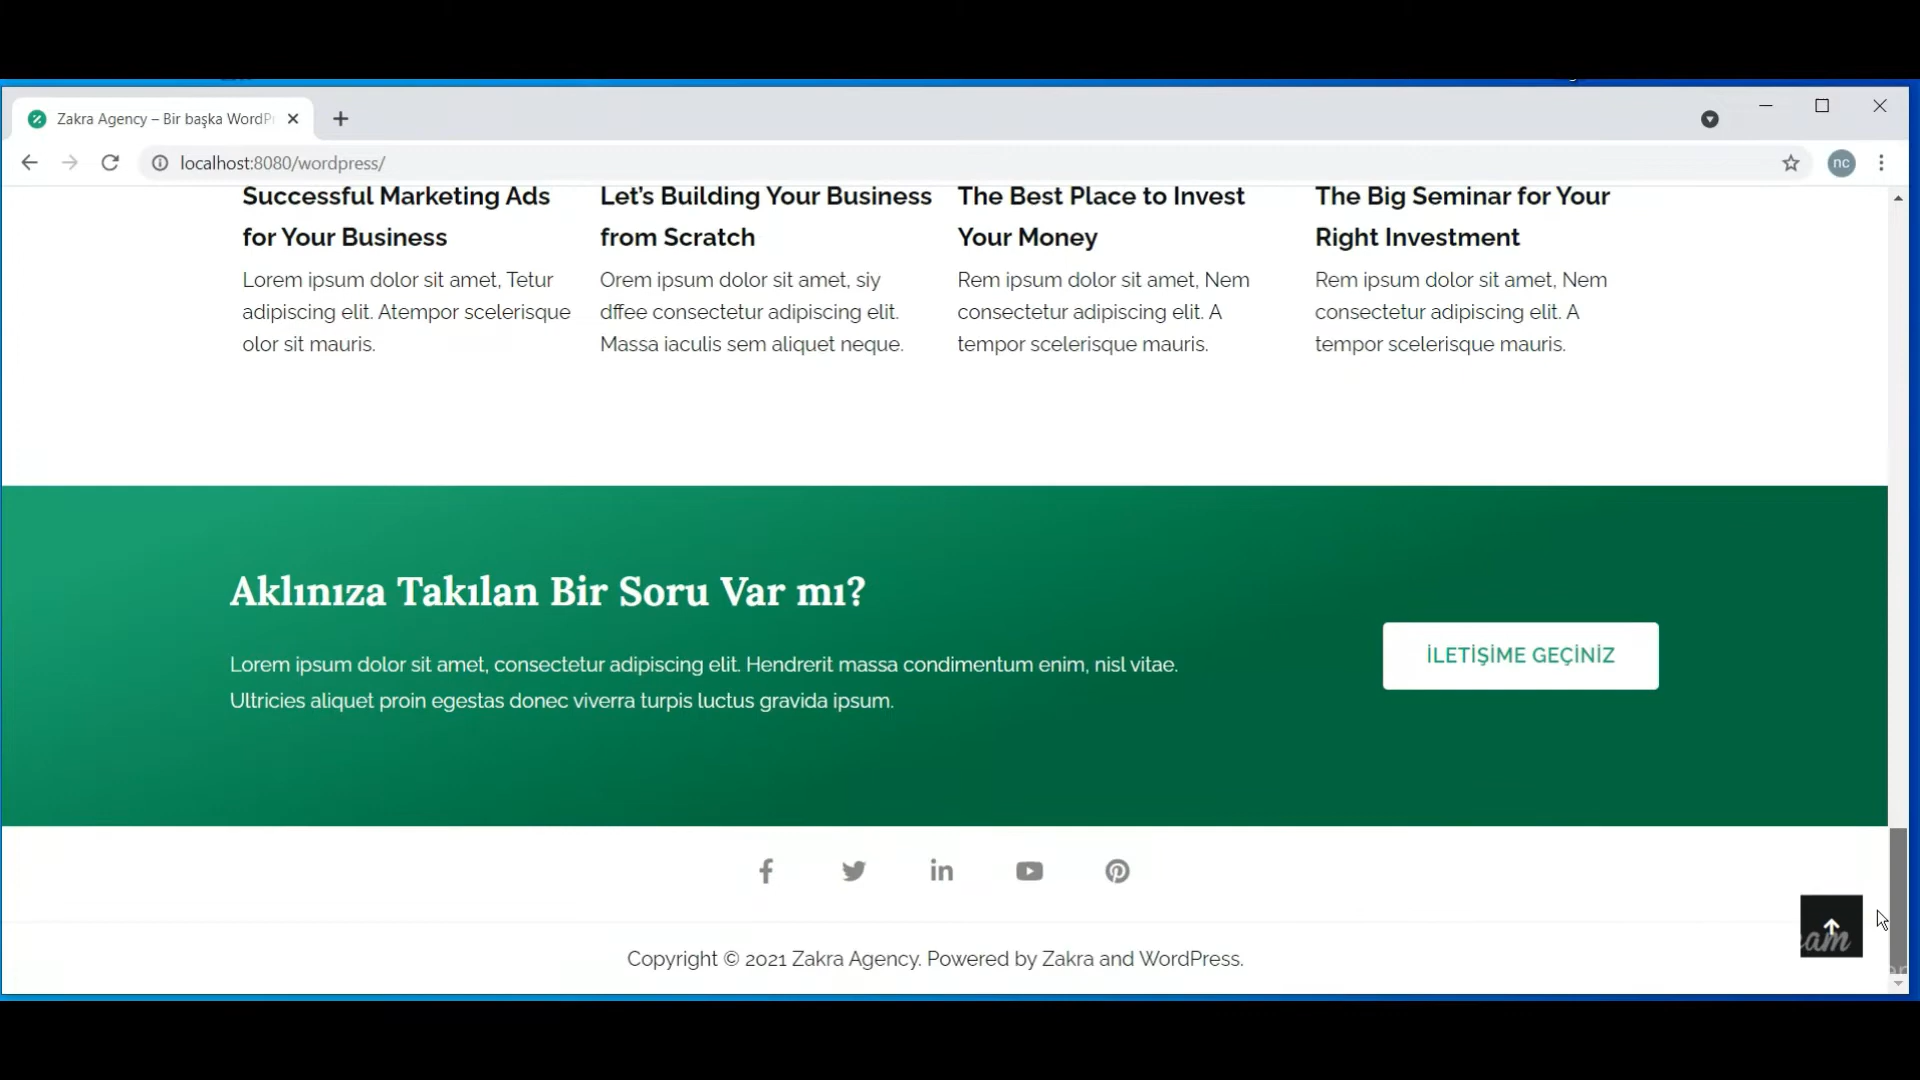 Zakra Agency – Bir başka WordPr
localhost:8080/wordpress/
nc
Successful Marketing Ads
for Your Business
Lorem ipsum dolor sit amet, Tetur
adipiscing elit. Atempor scelerisque
olor sit mauris.
Let's Building Your Business
from Scratch
Orem ipsum dolor sit amet, siy
dffee consectetur adipiscing elit.
Massa iaculis sem aliquet neque.
The Best Place to Invest
Your Money
Rem ipsum dolor sit amet, Nem
consectetur adipiscing elit. A
tempor scelerisque mauris.
The Big Seminar for Your
Right Investment
Rem ipsum dolor sit amet, Nem
consectetur adipiscing elit. A
tempor scelerisque mauris.
Aklınıza Takılan Bir Soru Var mı?
Lorem ipsum dolor sit amet, consectetur adipiscing elit. Hendrerit massa condimentum enim, nisl vitae.
Ultricies aliquet proin egestas donec viverra turpis luctus gravida ipsum.
İLETİŞİME GEÇİNİZ
Copyright © 2021 Zakra Agency. Powered by Zakra and WordPress.